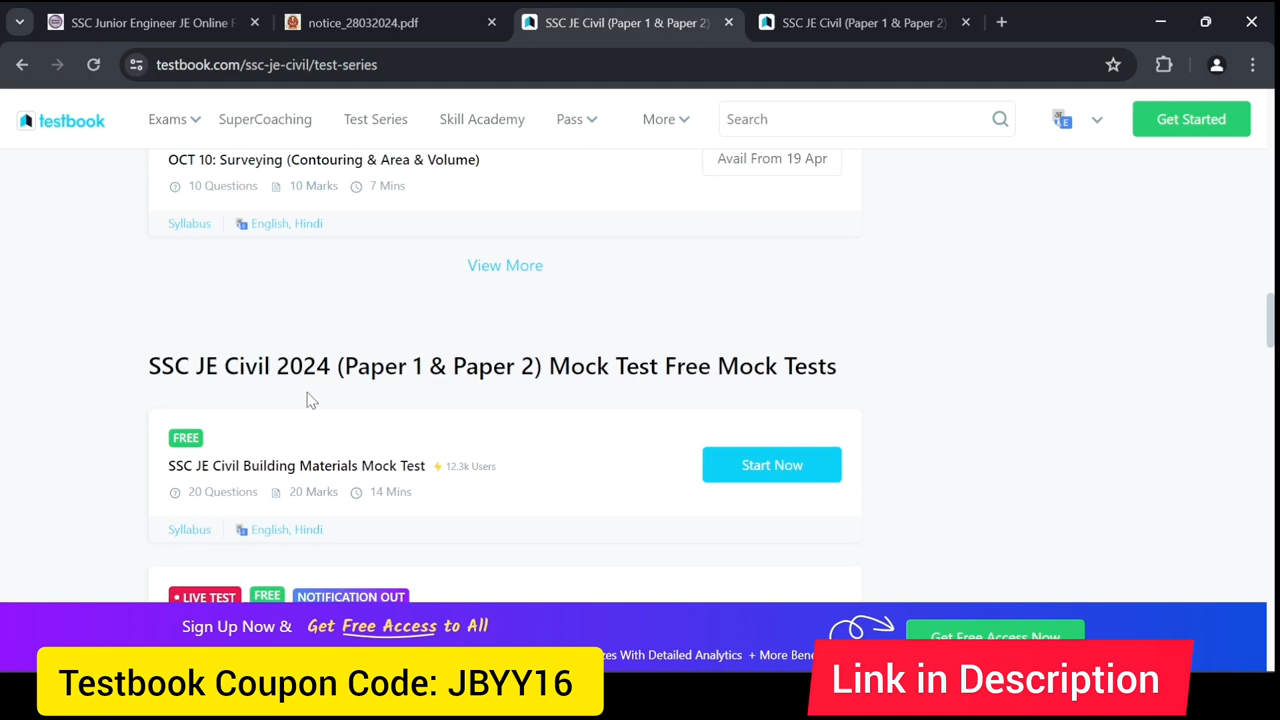 SSC Junior Engineer JE Online F
notice_28032024.pdf
SSC JE Civil (Paper 1 & Paper 2)
SSC JE Civil (Paper 1 & Paper 2)
testbook.com/ssc-je-civil/test-series
testbook
Exams
SuperCoaching
Test Series
Skill Academy
Pass
More
Search
Get Started
OCT 10: Surveying (Contouring & Area & Volume)
Avail From 19 Apr
10 Questions 10 Marks 7 Mins
Syllabus English, Hindi
View More
SSC JE Civil 2024 (Paper 1 & Paper 2) Mock Test Free Mock Tests
FREE
SSC JE Civil Building Materials Mock Test 12.3k Users
Start Now
20 Questions 20 Marks 14 Mins
Syllabus English, Hindi
LIVE TEST FREE NOTIFICATION OUT
Sign Up Now & Get Free Access to All
Get Free Access Now
With Detailed Analytics + More
Testbook Coupon Code: JBYY16
Link in Description